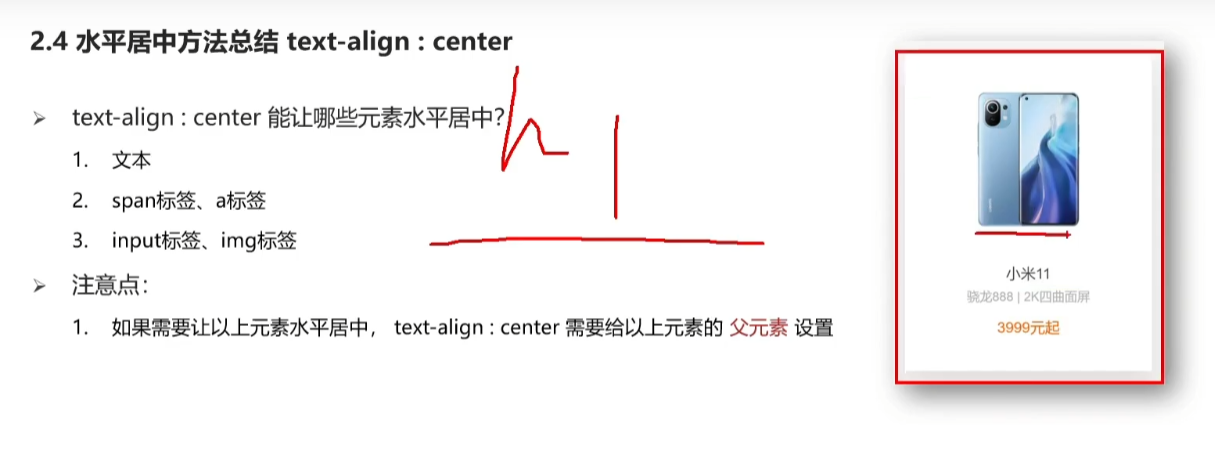 2.4 水平居中方法总结 text-align : center
text-align : center 能让哪些元素水平居中?
h1
1. 文本
2. span标签、a标签
3. input标签、img标签
注意点：
1. 如果需要让以上元素水平居中， text-align : center 需要给以上元素的 父元素 设置
小米11
骁龙888 | 2K四曲面屏
3999元起